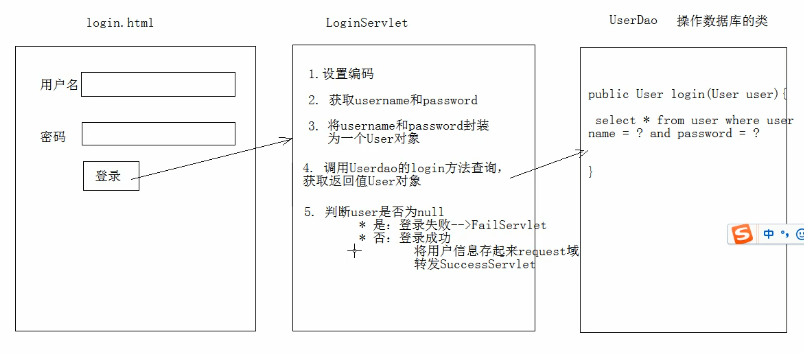 login.html
用户名
密码
登录
LoginServlet
1.设置编码
2. 获取username和password
3. 将username和password封装
为一个User对象
4. 调用Userdao的login方法查询,
获取返回值User对象
5. 判断user是否为null
* 是: 登录失败-->FailServlet
* 否: 登录成功
将用户信息存起来request域
转发SuccessServlet
UserDao 操作数据库的类
public User login(User user){
select * from user where user
name = ? and password = ?
}
S 中 °,